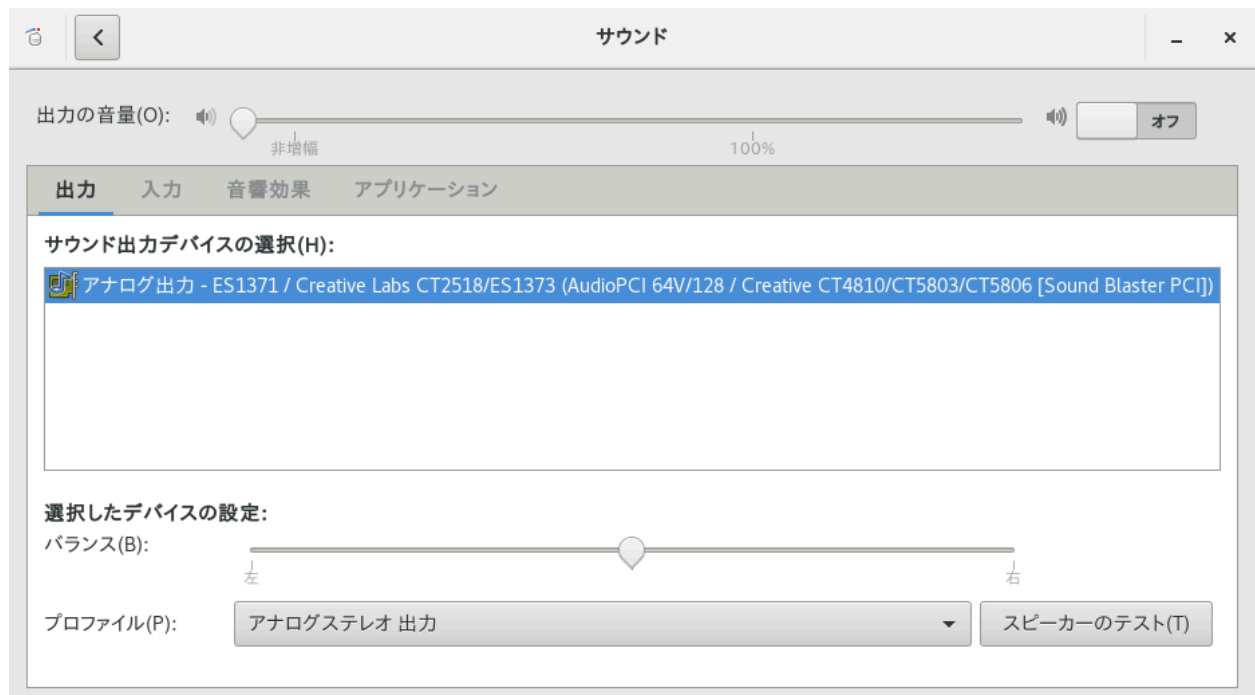 サウンド
出力の音量(O):
オフ
非増幅 100%
出力 入力 音響効果 アプリケーション
サウンド出力デバイスの選択(H):
アナログ出力 - ES1371 / Creative Labs CT2518/ES1373 (AudioPCI 64V/128 / Creative CT4810/CT5803/CT5806 [Sound Blaster PCI])
選択したデバイスの設定:
バランス(B):
左 右
プロファイル(P): アナログステレオ 出力 スピーカーのテスト(T)